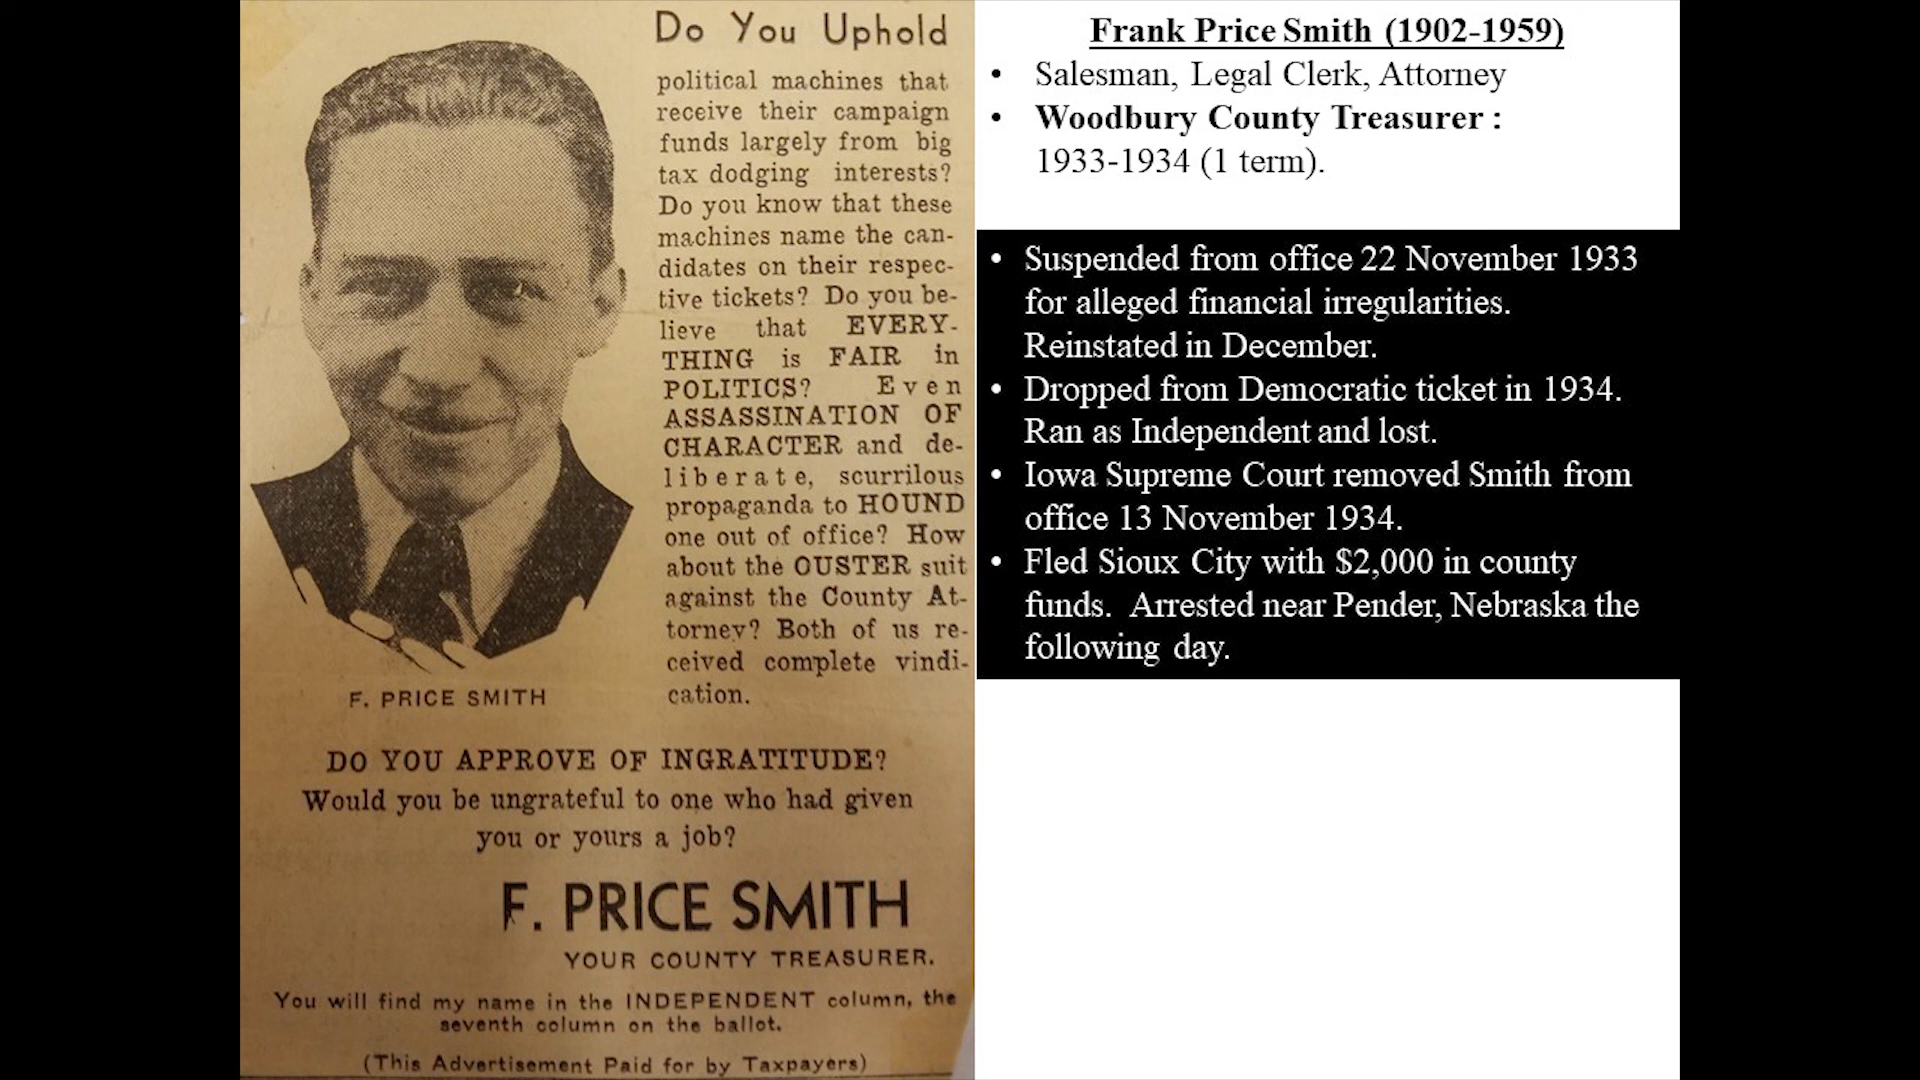 Do You Uphold
political machines that
receive their campaign
funds largely from big
tax dodging interests?
Do you know that these
machines name the can-
didates on their respec-
tive tickets? Do you be-
lieve that EVERY-
THING is FAIR in
POLITICS? Even
ASSASSINATION OF
CHARACTER and de-
liberate, scurrilous
propaganda to HOUND
one out of office? How
about the OUSTER suit
against the County At-
torney? Both of us re-
ceived complete vindi-
cation.
F. PRICE SMITH
DO YOU APPROVE OF INGRATITUDE?
Would you be ungrateful to one who had given
you or yours a job?
F. PRICE SMITH
YOUR COUNTY TREASURER.
You will find my name in the INDEPENDENT column, the
seventh column on the ballot.
(This Advertisement Paid for by Taxpayers)
Frank Price Smith (1902-1959)
• Salesman, Legal Clerk, Attorney
• Woodbury County Treasurer :
1933-1934 (1 term).
• Suspended from office 22 November 1933
for alleged financial irregularities.
Reinstated in December.
• Dropped from Democratic ticket in 1934.
Ran as Independent and lost.
• Iowa Supreme Court removed Smith from
office 13 November 1934.
• Fled Sioux City with $2,000 in county
funds. Arrested near Pender, Nebraska the
following day.